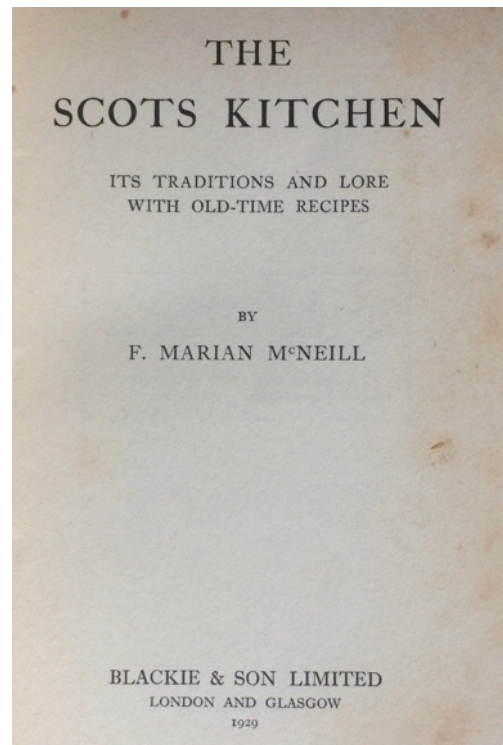 THE
SCOTS KITCHEN
ITS TRADITIONS AND LORE
WITH OLD-TIME RECIPES
BY
F. MARIAN McNEILL
BLACKIE & SON LIMITED
LONDON AND GLASGOW
1929